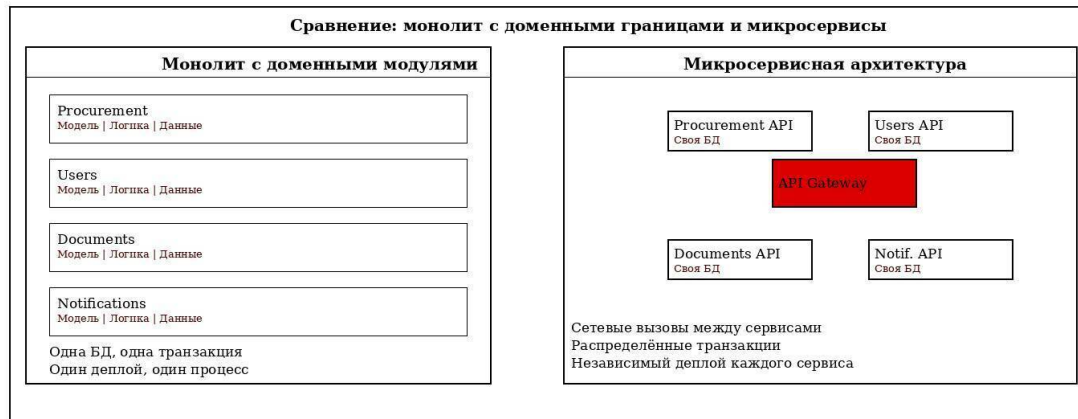 Сравнение: монолит с доменными границами и микросервисы
Монолит с доменными модулями
Procurement
Модель | Логика | Данные
Users
Модель | Логика | Данные
Documents
Модель | Логика | Данные
Notifications
Модель | Логика | Данные
Одна БД, одна транзакция
Один деплой, один процесс
Микросервисная архитектура
Procurement API
Своя БД
Users API
Своя БД
API Gateway
Documents API
Своя БД
Notif. API
Своя БД
Сетевые вызовы между сервисами
Распределённые транзакции
Независимый деплой каждого сервиса